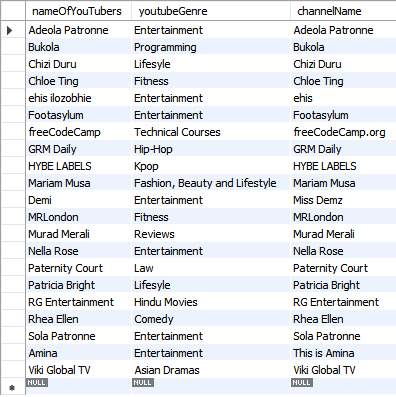 nameOfYouTubers youtubeGenre channelName
Adeola Patronne Entertainment Adeola Patronne
Bukola Programming Bukola
Chizi Duru Lifesyle Chizi Duru
Chloe Ting Fitness Chloe Ting
ehis ilozobhie Entertainment ehis
Footasylum Entertainment Footasylum
freeCodeCamp Technical Courses freeCodeCamp.org
GRM Daily Hip-Hop GRM Daily
HYBE LABELS Kpop HYBE LABELS
Mariam Musa Fashion, Beauty and Lifestyle Mariam Musa
Demi Entertainment Miss Demz
MRLondon Fitness MRLondon
Murad Merali Reviews Murad Merali
Nella Rose Entertainment Nella Rose
Paternity Court Law Paternity Court
Patricia Bright Lifesyle Patricia Bright
RG Entertainment Hindu Movies RG Entertainment
Rhea Ellen Comedy Rhea Ellen
Sola Patronne Entertainment Sola Patronne
Amina Entertainment This is Amina
Viki Global TV Asian Dramas Viki Global TV
NULL NULL NULL